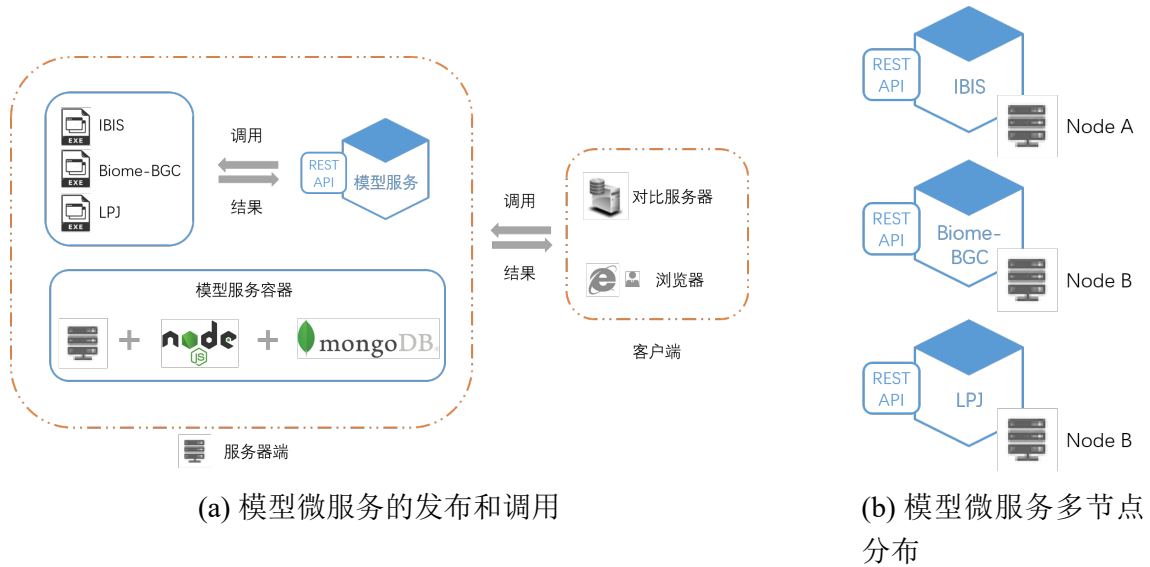 IBIS
EXE
Biome-BGC
EXE
LPJ
EXE
调用
结果
REST
API
模型服务
模型服务容器
node
JS
mongoDB
服务器端
调用
结果
对比服务器
浏览器
客户端
(a) 模型微服务的发布和调用
REST
API
IBIS
Node A
REST
API
Biome-
BGC
Node B
REST
API
LPJ
Node B
(b) 模型微服务多节点
分布